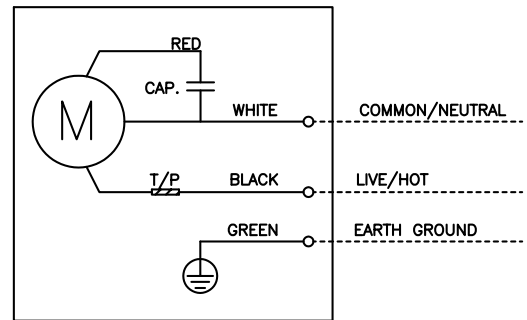 RED
CAP.
M
WHITE COMMON/NEUTRAL
T/P BLACK LIVE/HOT
GREEN EARTH GROUND